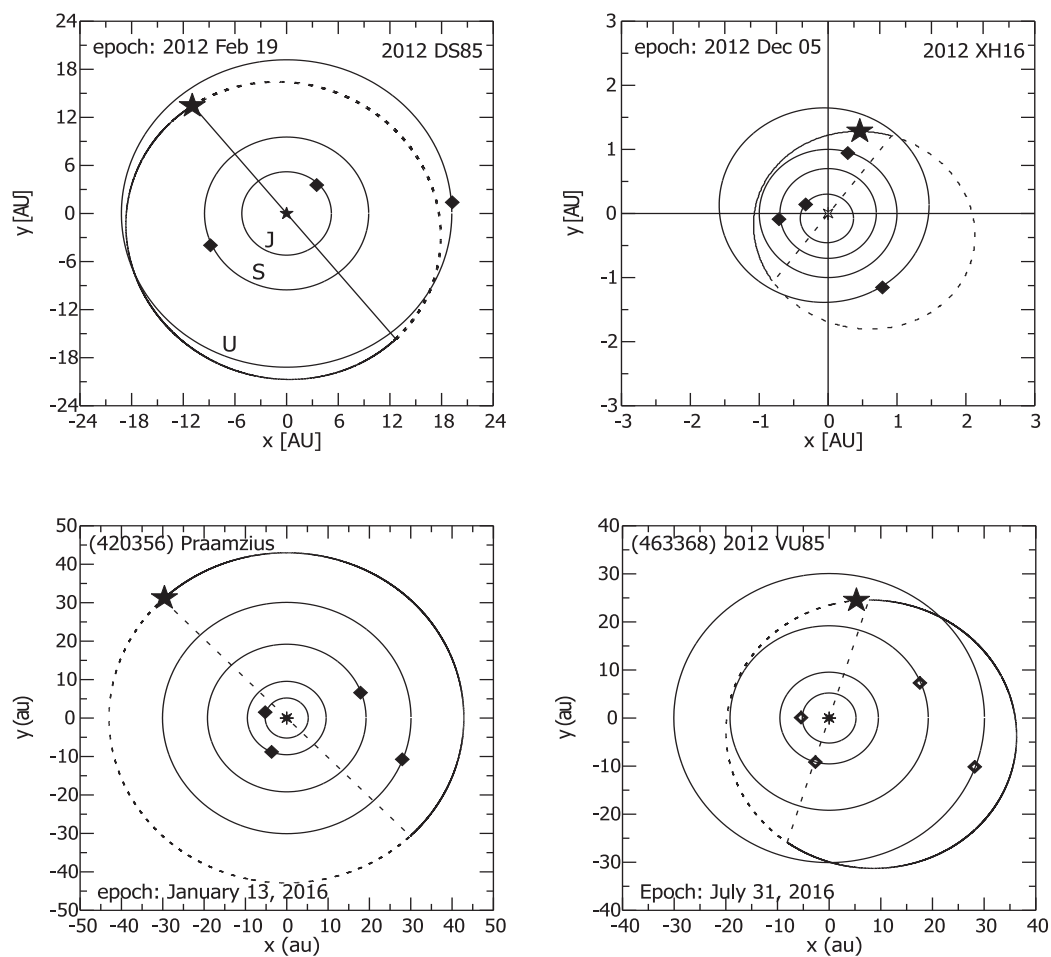 24
18
12
6
0
-6
-12
-18
-24
y [AU]
epoch: 2012 Feb 19
2012 DS85
J
S
U
-24 -18 -12 -6 0 6 12 18 24
x [AU]
3
2
1
0
-1
-2
-3
y [AU]
epoch: 2012 Dec 05
2012 XH16
-3 -2 -1 0 1 2 3
x [AU]
50
40
30
20
10
0
-10
-20
-30
-40
-50
y (au)
(420356) Praamzius
epoch: January 13, 2016
-50 -40 -30 -20 -10 0 10 20 30 40 50
x (au)
40
30
20
10
0
-10
-20
-30
-40
y (au)
(463368) 2012 VU85
Epoch: July 31, 2016
-40 -30 -20 -10 0 10 20 30 40
x (au)